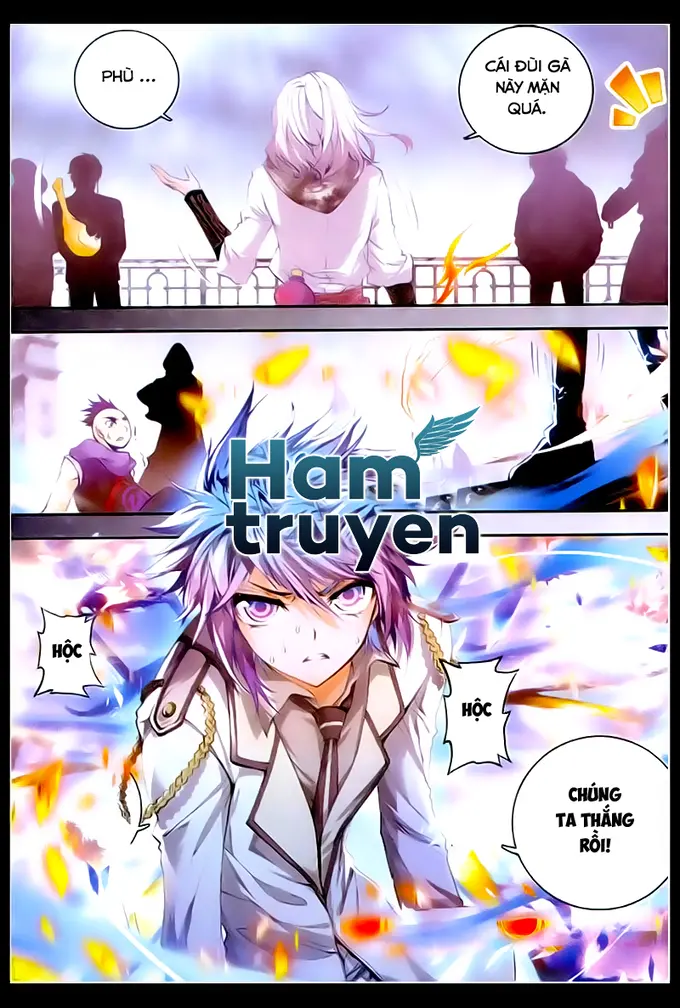 PHÙ ...
CÁI ĐÙI GÀ
NÀY MẶN
QUÁ.
Ham
truyen
HỘC
HỘC
CHÚNG
TA THẮNG
RỒI!